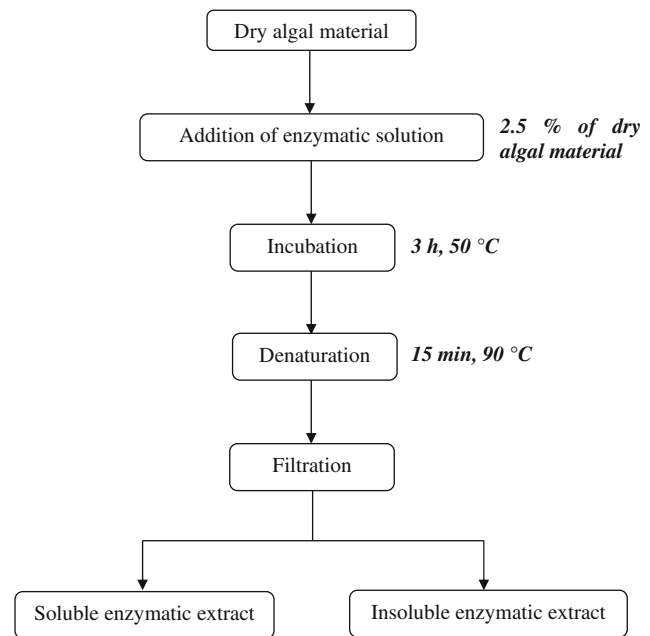 Dry algal material
Addition of enzymatic solution
2.5 % of dry
algal material
Incubation
3 h, 50 °C
Denaturation
15 min, 90 °C
Filtration
Soluble enzymatic extract
Insoluble enzymatic extract